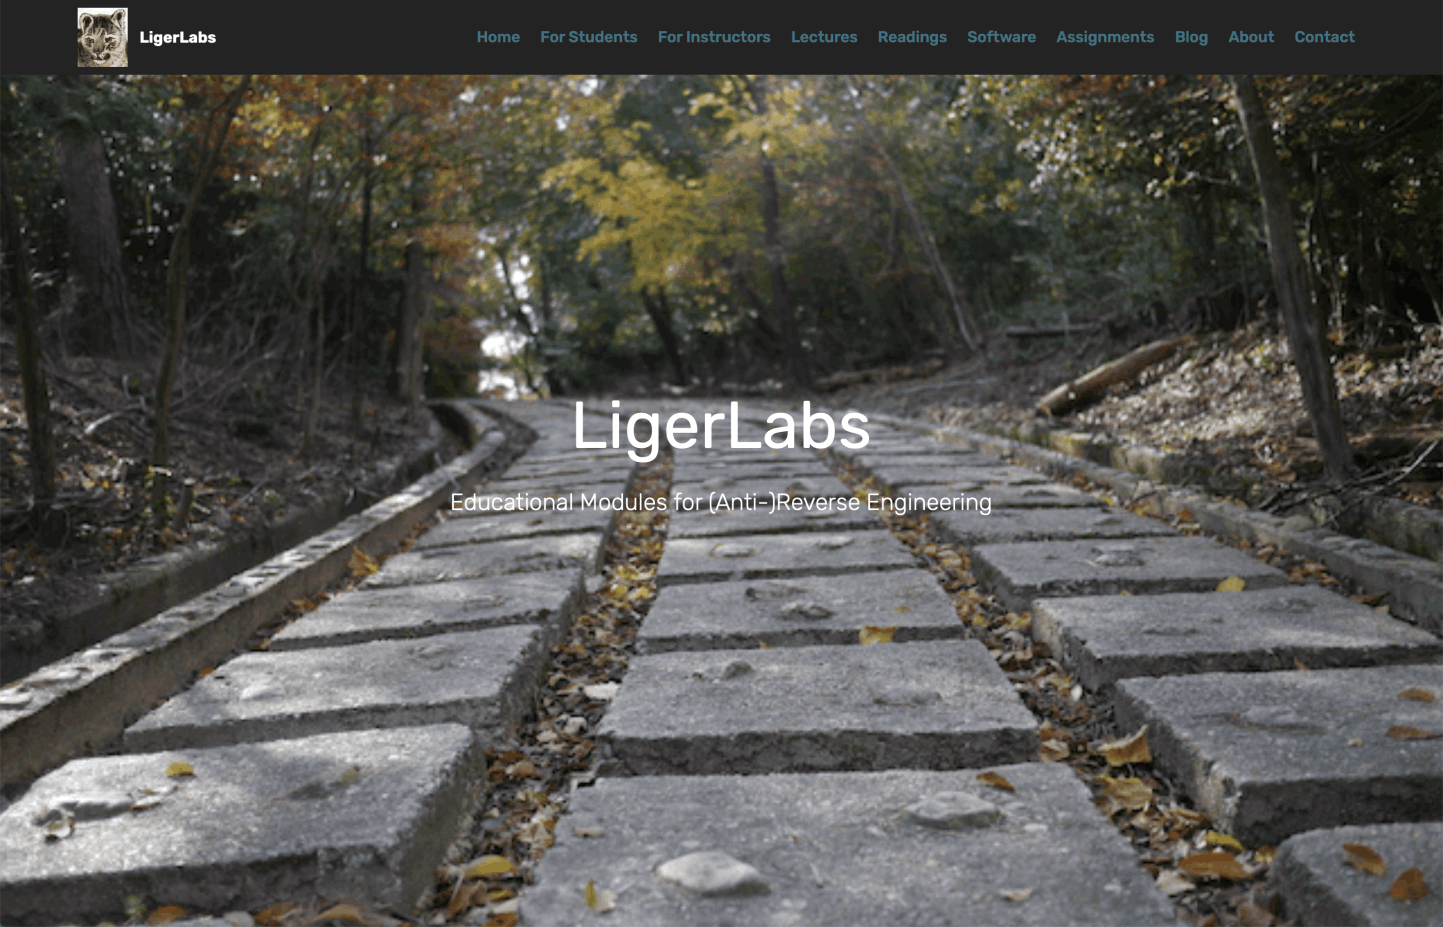 LigerLabs
Home For Students For Instructors Lectures Readings Software Assignments Blog About Contact
LigerLabs
Educational Modules for (Anti-)Reverse Engineering